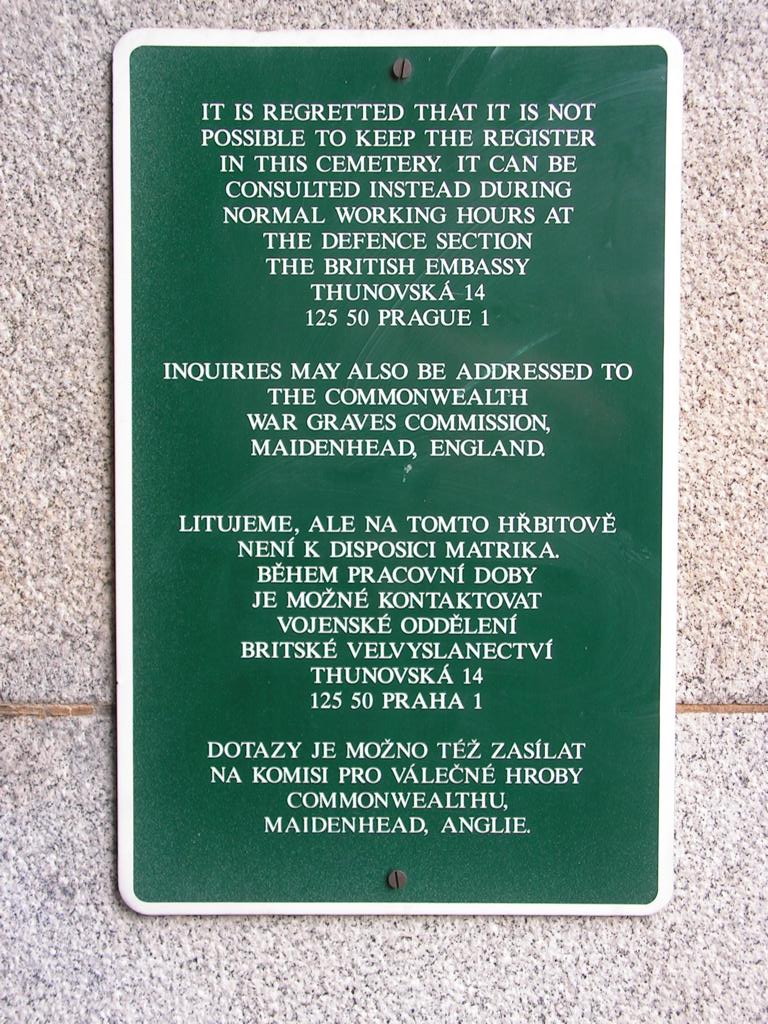 IT IS REGRETTED THAT IT IS NOT
POSSIBLE TO KEEP THE REGISTER
IN THIS CEMETERY. IT CAN BE
CONSULTED INSTEAD DURING
NORMAL WORKING HOURS AT
THE DEFENCE SECTION
THE BRITISH EMBASSY
THUNOVSKÁ 14
125 50 PRAGUE 1
INQUIRIES MAY ALSO BE ADDRESSED TO
THE COMMONWEALTH
WAR GRAVES COMMISSION,
MAIDENHEAD, ENGLAND.
LITUJEME, ALE NA TOMTO HŘBITOVĚ
NENÍ K DISPOSICI MATRIKA.
BĚHEM PRACOVNÍ DOBY
JE MOŽNÉ KONTAKTOVAT
VOJENSKÉ ODDĚLENÍ
BRITSKÉ VELVYSLANECTVÍ
THUNOVSKÁ 14
125 50 PRAHA 1
DOTAZY JE MOŽNO TÉŽ ZASÍLAT
NA KOMISI PRO VÁLEČNÉ HROBY
COMMONWEALTHU,
MAIDENHEAD, ANGLIE.